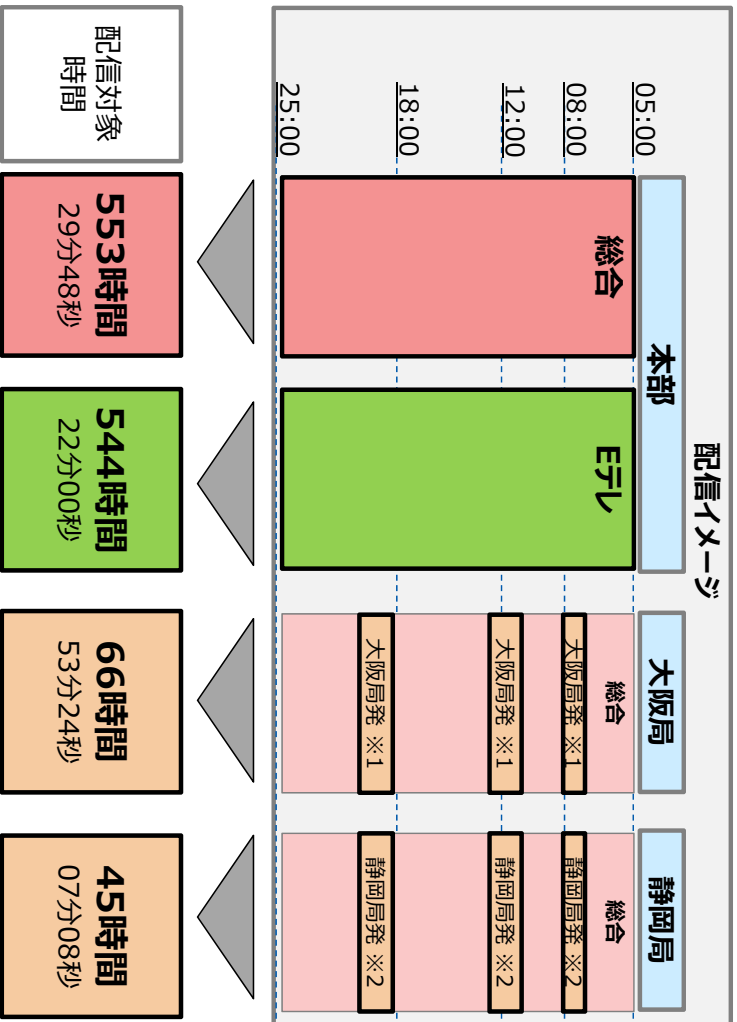 配信イメージ
本部
大阪局
静岡局
05:00
08:00
12:00
18:00
25:00
総合
Eテレ
総合
大阪局発 ※1
大阪局発 ※1
大阪局発 ※1
総合
静岡局発 ※2
静岡局発 ※2
静岡局発 ※2
配信対象
時間
553時間
29分48秒
544時間
22分00秒
66時間
53分24秒
45時間
07分08秒